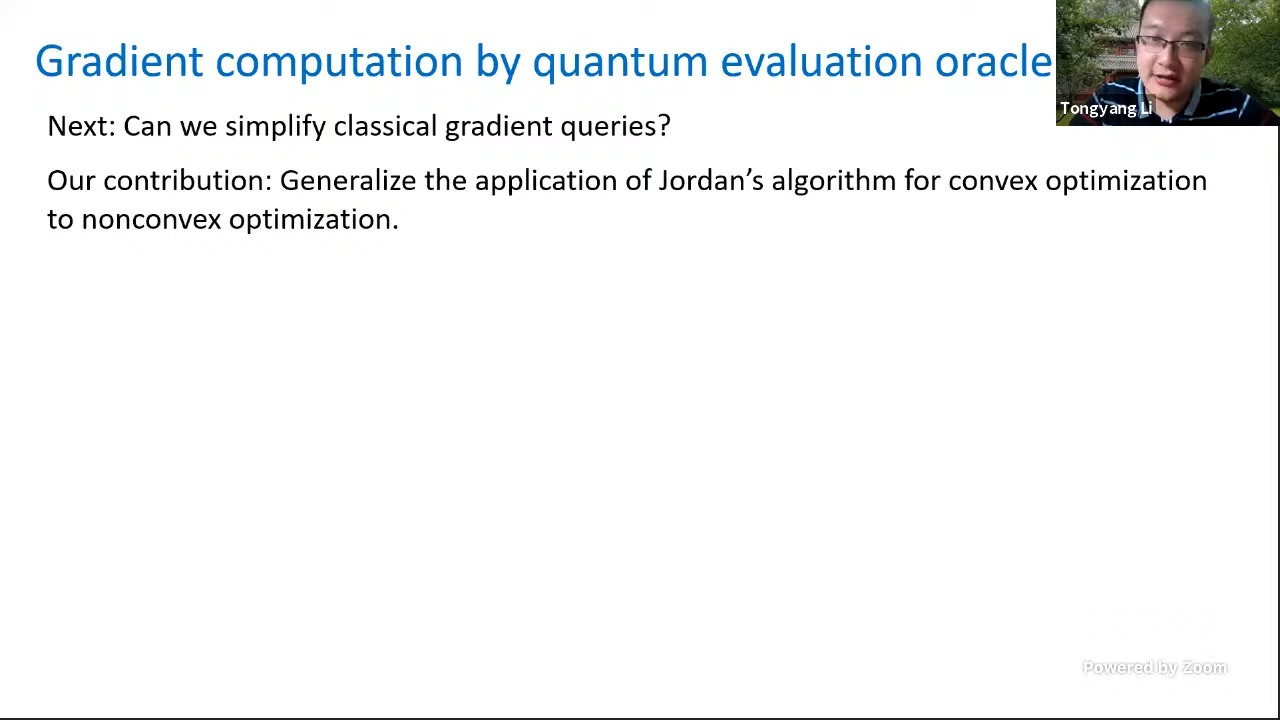 Gradient computation by quantum evaluation oracle
Tongyang Li
Next: Can we simplify classical gradient queries?
Our contribution: Generalize the application of Jordan’s algorithm for convex optimization
to nonconvex optimization.
Powered by Zoom